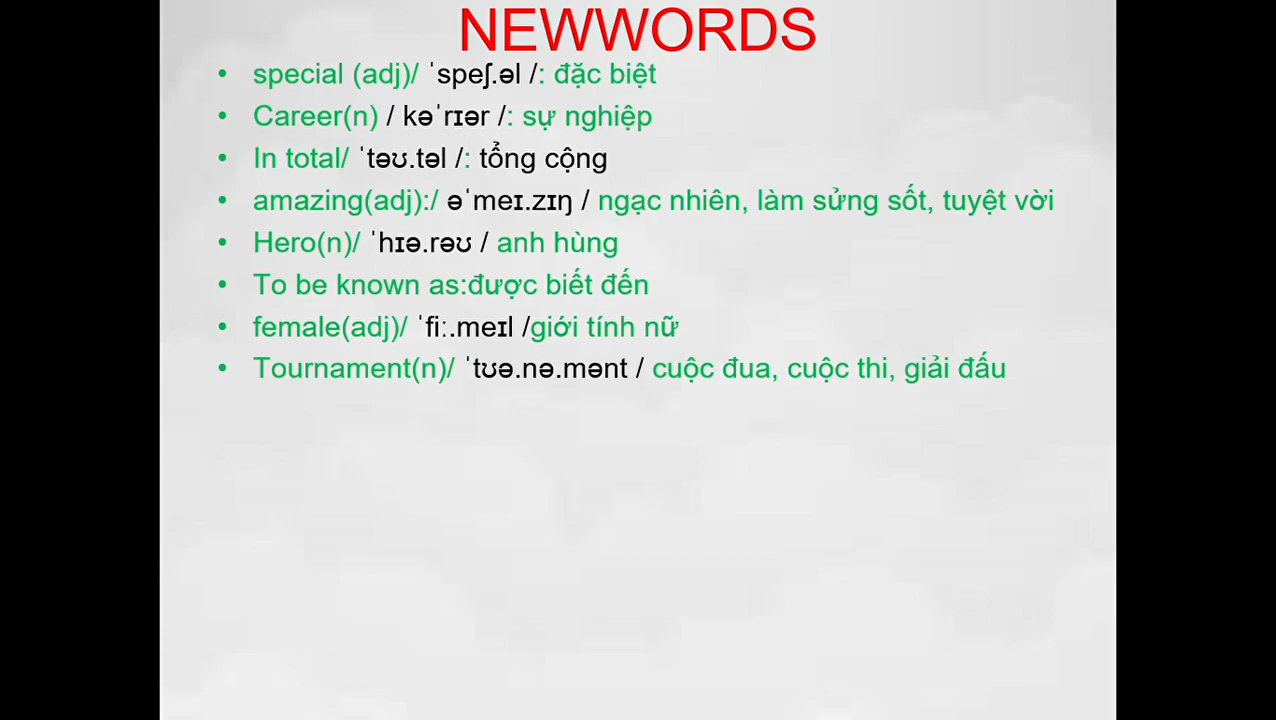 NEWWORDS
• special (adj)/ ˈspeʃ.əl /: đặc biệt
• Career(n) / kəˈrɪər /: sự nghiệp
• In total/ ˈtəʊ.təl /: tổng cộng
• amazing(adj):/ əˈmeɪ.zɪŋ / ngạc nhiên, làm sửng sốt, tuyệt vời
• Hero(n)/ ˈhɪə.rəʊ / anh hùng
• To be known as:được biết đến
• female(adj)/ ˈfiː.meɪl /giới tính nữ
• Tournament(n)/ ˈtʊə.nə.mənt / cuộc đua, cuộc thi, giải đấu